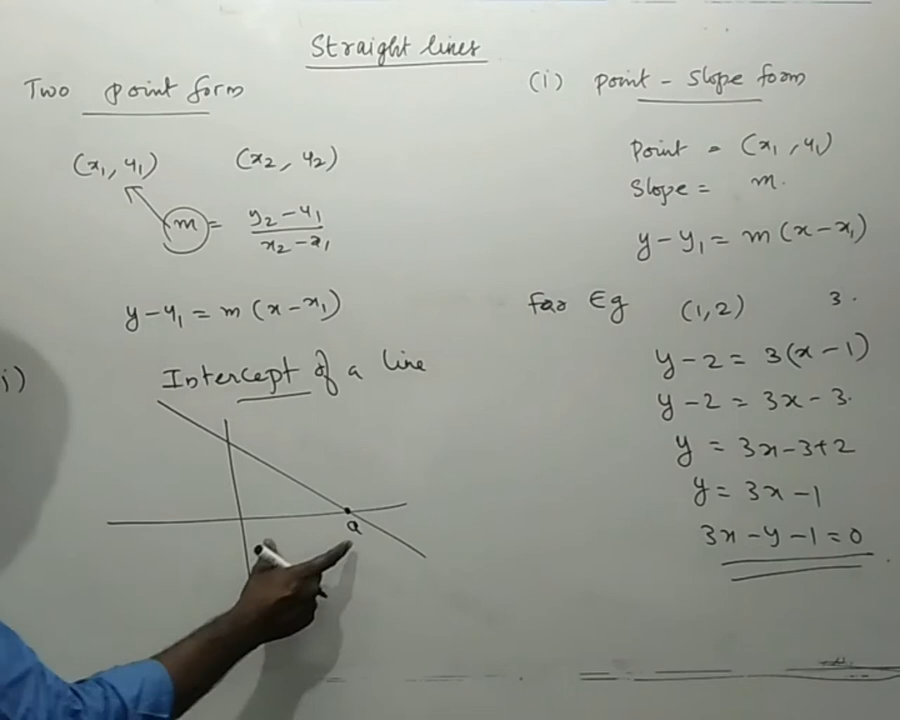 Straight lines
Two point form
(x₁, y₁) (x₂, y₂)
m = y₂ - y₁ / x₂ - x₁
y - y₁ = m (x - x₁)
i) Intercept of a line
a
(i) point - slope form
Point = (x₁, y₁)
Slope = m.
y - y₁ = m (x - x₁)
For Eg (1, 2) 3.
y - 2 = 3(x - 1)
y - 2 = 3x - 3.
y = 3x - 3 + 2
y = 3x - 1
3x - y - 1 = 0